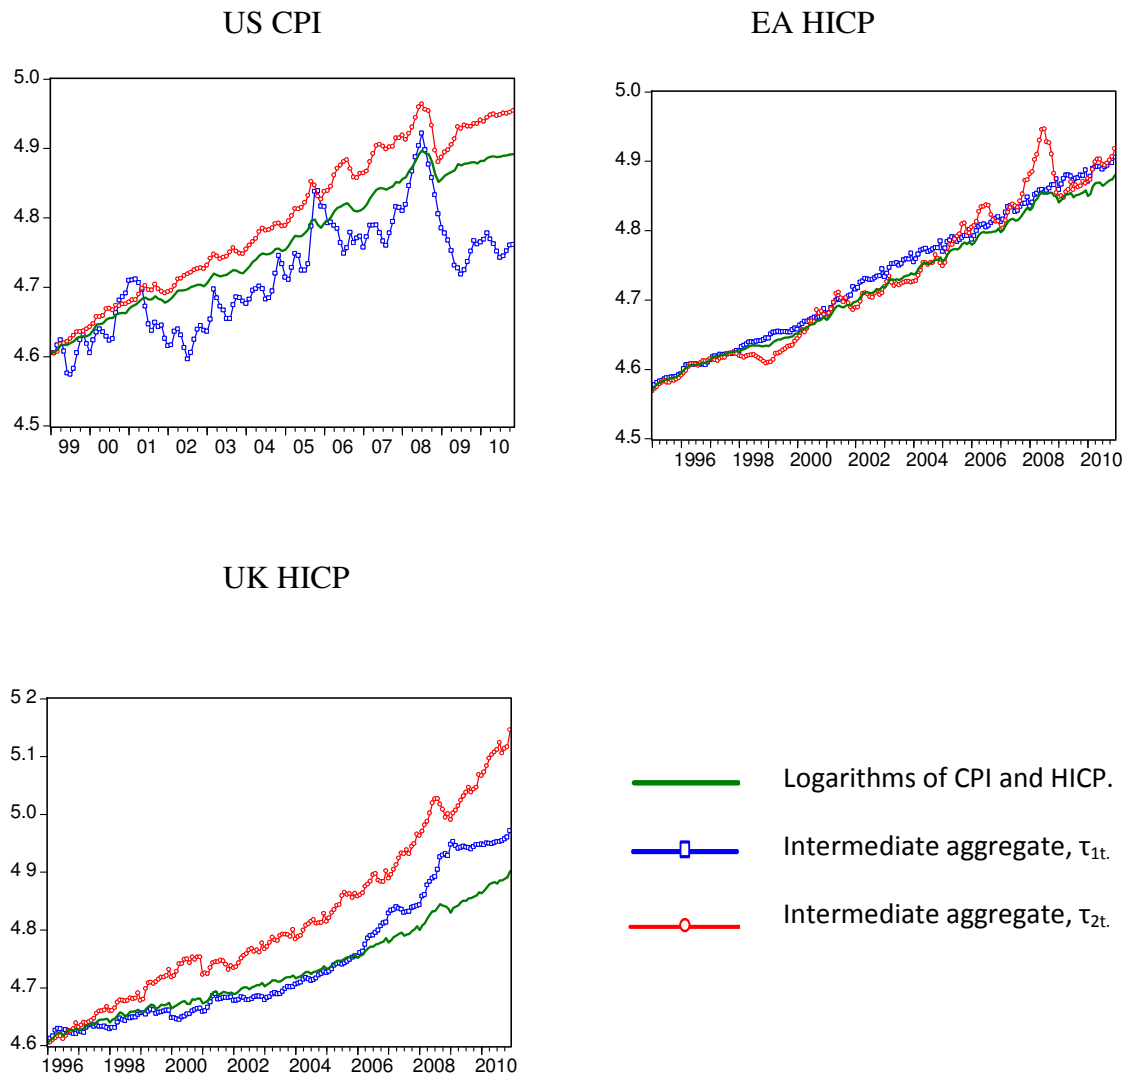 US CPI
EA HICP
5.0
4.9
4.8
4.7
4.6
4.5
99 00 01 02 03 04 05 06 07 08 09 10
5.0
4.9
4.8
4.7
4.6
4.5
1996 1998 2000 2002 2004 2006 2008 2010
UK HICP
5 2
5.1
5.0
4.9
4.8
4.7
4.6
1996 1998 2000 2002 2004 2006 2008 2010
Logarithms of CPI and HICP.
Intermediate aggregate, τ1t.
Intermediate aggregate, τ2t.